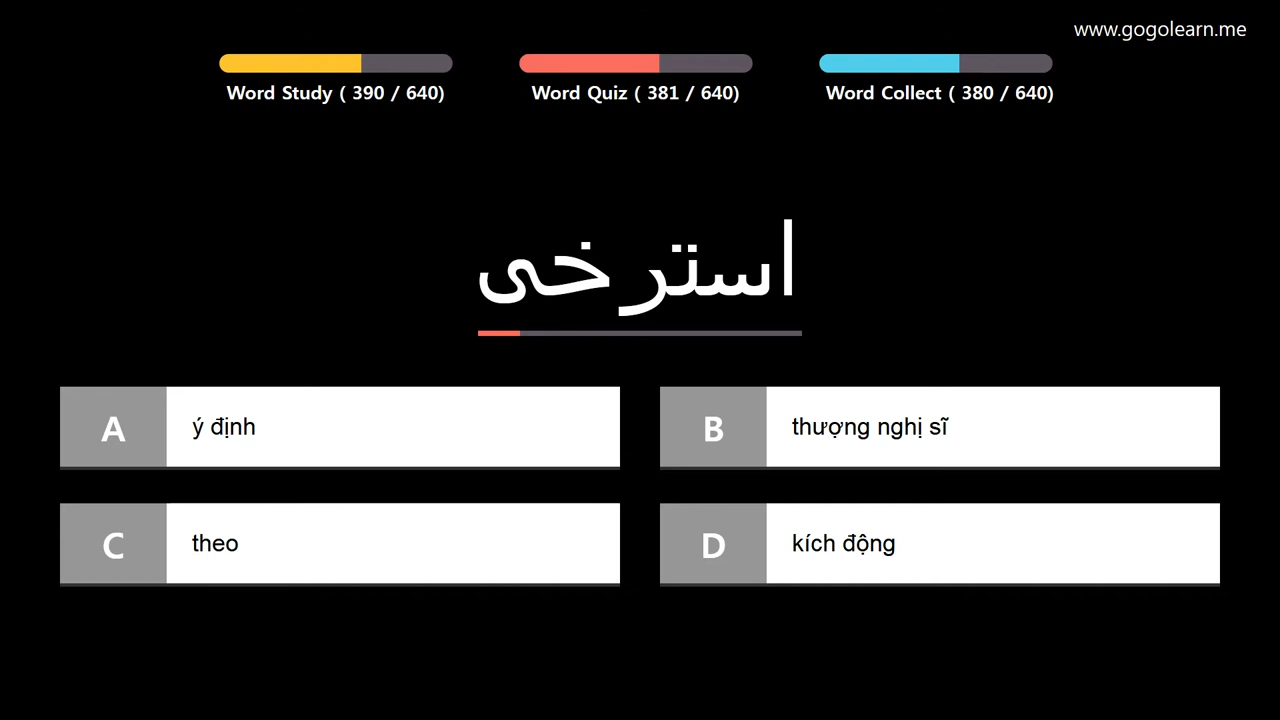 www.gogolearn.me
Word Study ( 390 / 640)
Word Quiz ( 381 / 640)
Word Collect ( 380 / 640)
استرخى
A
ý định
B
thượng nghị sĩ
C
theo
D
kích động